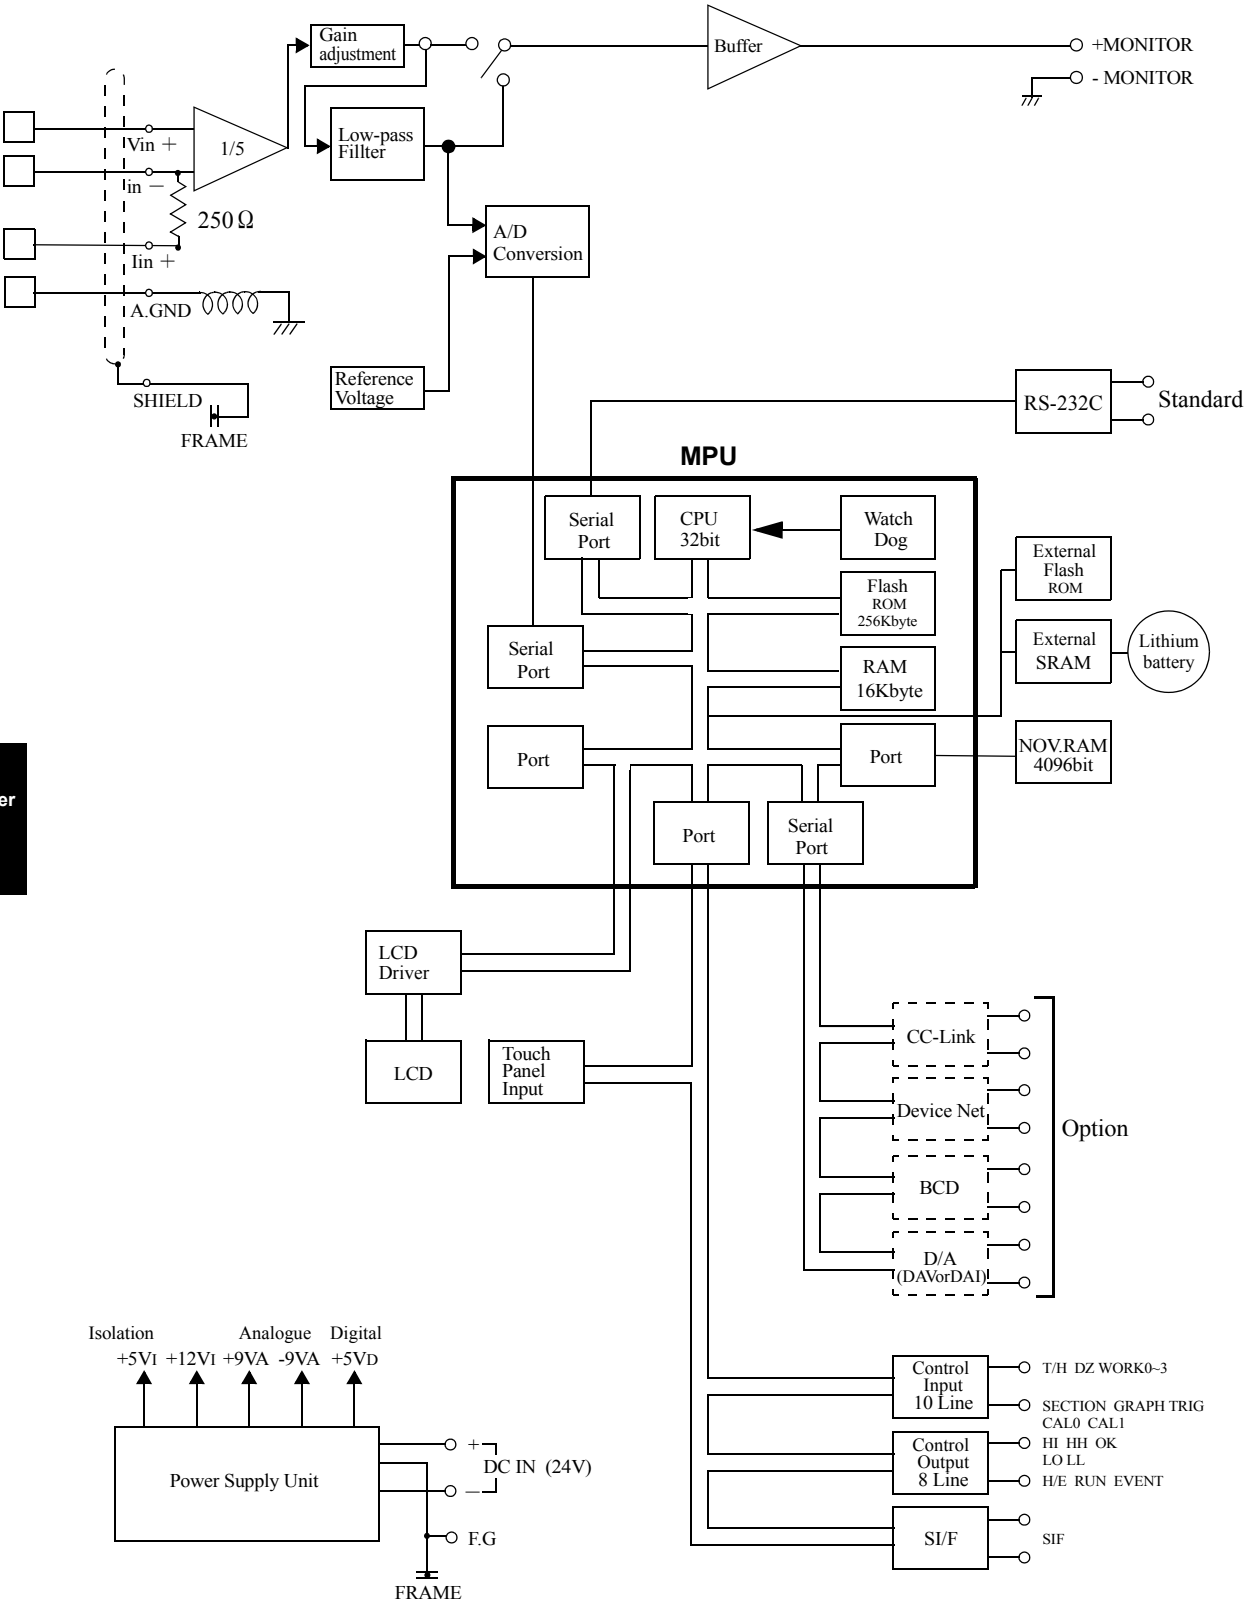 Gain
adjustment
Buffer
+MONITOR
- MONITOR
Vin +
1/5
Low-pass
Fillter
in −
250 Ω
Iin +
A.GND
A/D
Conversion
SHIELD
FRAME
Reference
Voltage
RS-232C
Standard
MPU
Serial
Port
CPU
32bit
Watch
Dog
External
Flash
ROM
Flash
ROM
256Kbyte
Serial
Port
External
SRAM
Lithium
battery
RAM
16Kbyte
Port
Port
NOV.RAM
4096bit
er
Port
Serial
Port
LCD
Driver
LCD
Touch
Panel
Input
CC-Link
Device Net
Option
BCD
D/A
(DAVorDAI)
Isolation Analogue Digital
+5VI +12VI +9VA -9VA +5VD
Power Supply Unit
+
DC IN (24V)
−
F.G
FRAME
Control
Input
10 Line
T/H DZ WORK0~3
SECTION GRAPH TRIG
CAL0 CAL1
Control
Output
8 Line
HI HH OK
LO LL
H/E RUN EVENT
SI/F
SIF